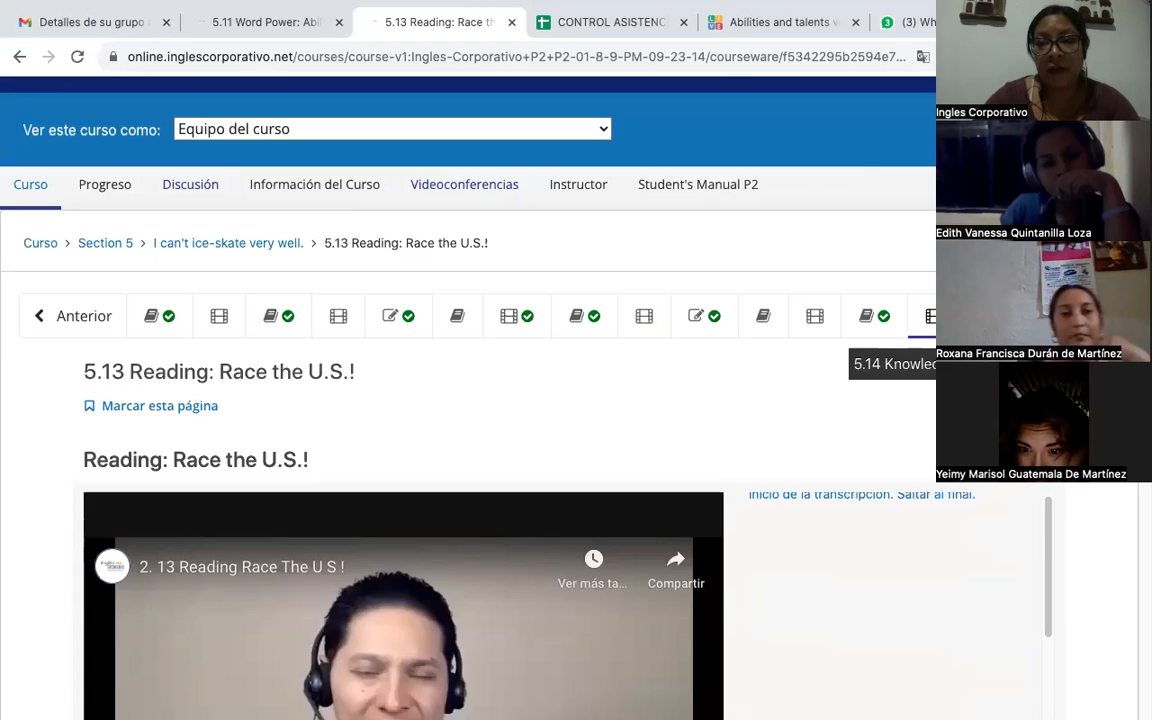 Detalles de su grupo
5.11 Word Power: Abi
5.13 Reading: Race th
CONTROL ASISTENC
Abilities and talents v
(3) Wh
online.inglescorporativo.net/courses/course-v1:Ingles-Corporativo+P2+P2-01-8-9-PM-09-23-14/courseware/f5342295b2594e7...
Ver este curso como:
Equipo del curso
Curso
Progreso
Discusión
Información del Curso
Videoconferencias
Instructor
Student's Manual P2
Curso > Section 5 > I can't ice-skate very well. > 5.13 Reading: Race the U.S.!
Anterior
5.14 Knowled
5.13 Reading: Race the U.S.!
Marcar esta página
Reading: Race the U.S.!
Inicio de la transcripción. Saltar al final.
2. 13 Reading Race The U S !
Ver más ta...
Compartir
Ingles Corporativo
Edith Vanessa Quintanilla Loza
Roxana Francisca Durán de Martínez
Yeimy Marisol Guatemala De Martínez